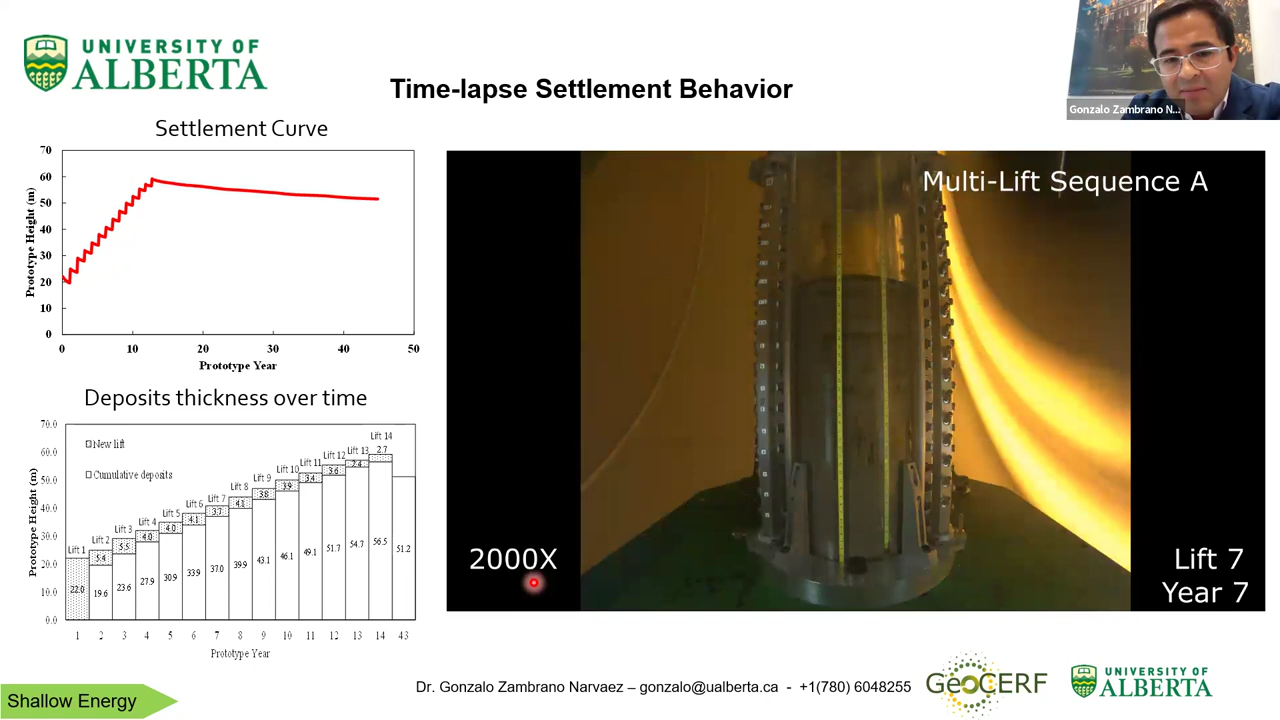 UNIVERSITY OF
ALBERTA
Time-lapse Settlement Behavior
Gonzalo Zambrano N...
Settlement Curve
70
60
50
40
30
20
10
0
Prototype Height (m)
0 10 20 30 40 50
Prototype Year
Deposits thickness over time
70.0
60.0
50.0
40.0
30.0
20.0
10.0
0.0
Prototype Height (m)
New lift
Cumulative deposits
Lift 1 Lift 2 Lift 3 Lift 4 Lift 5 Lift 6 Lift 7 Lift 8 Lift 9 Lift 10 Lift 11 Lift 12 Lift 13 Lift 14
5.4 5.5 4.0 4.0 4.1 3.7 4.1 3.8 3.9 3.4 3.6 2.4 2.7
22.0 19.6 23.6 27.9 30.9 33.9 37.0 39.9 43.1 46.1 49.1 51.7 54.7 56.5 51.2
1 2 3 4 5 6 7 8 9 10 11 12 13 14 43
Prototype Year
Multi-Lift Sequence A
2000X
Lift 7
Year 7
Shallow Energy
Dr. Gonzalo Zambrano Narvaez – gonzalo@ualberta.ca - +1(780) 6048255
GeoCERF
UNIVERSITY OF
ALBERTA